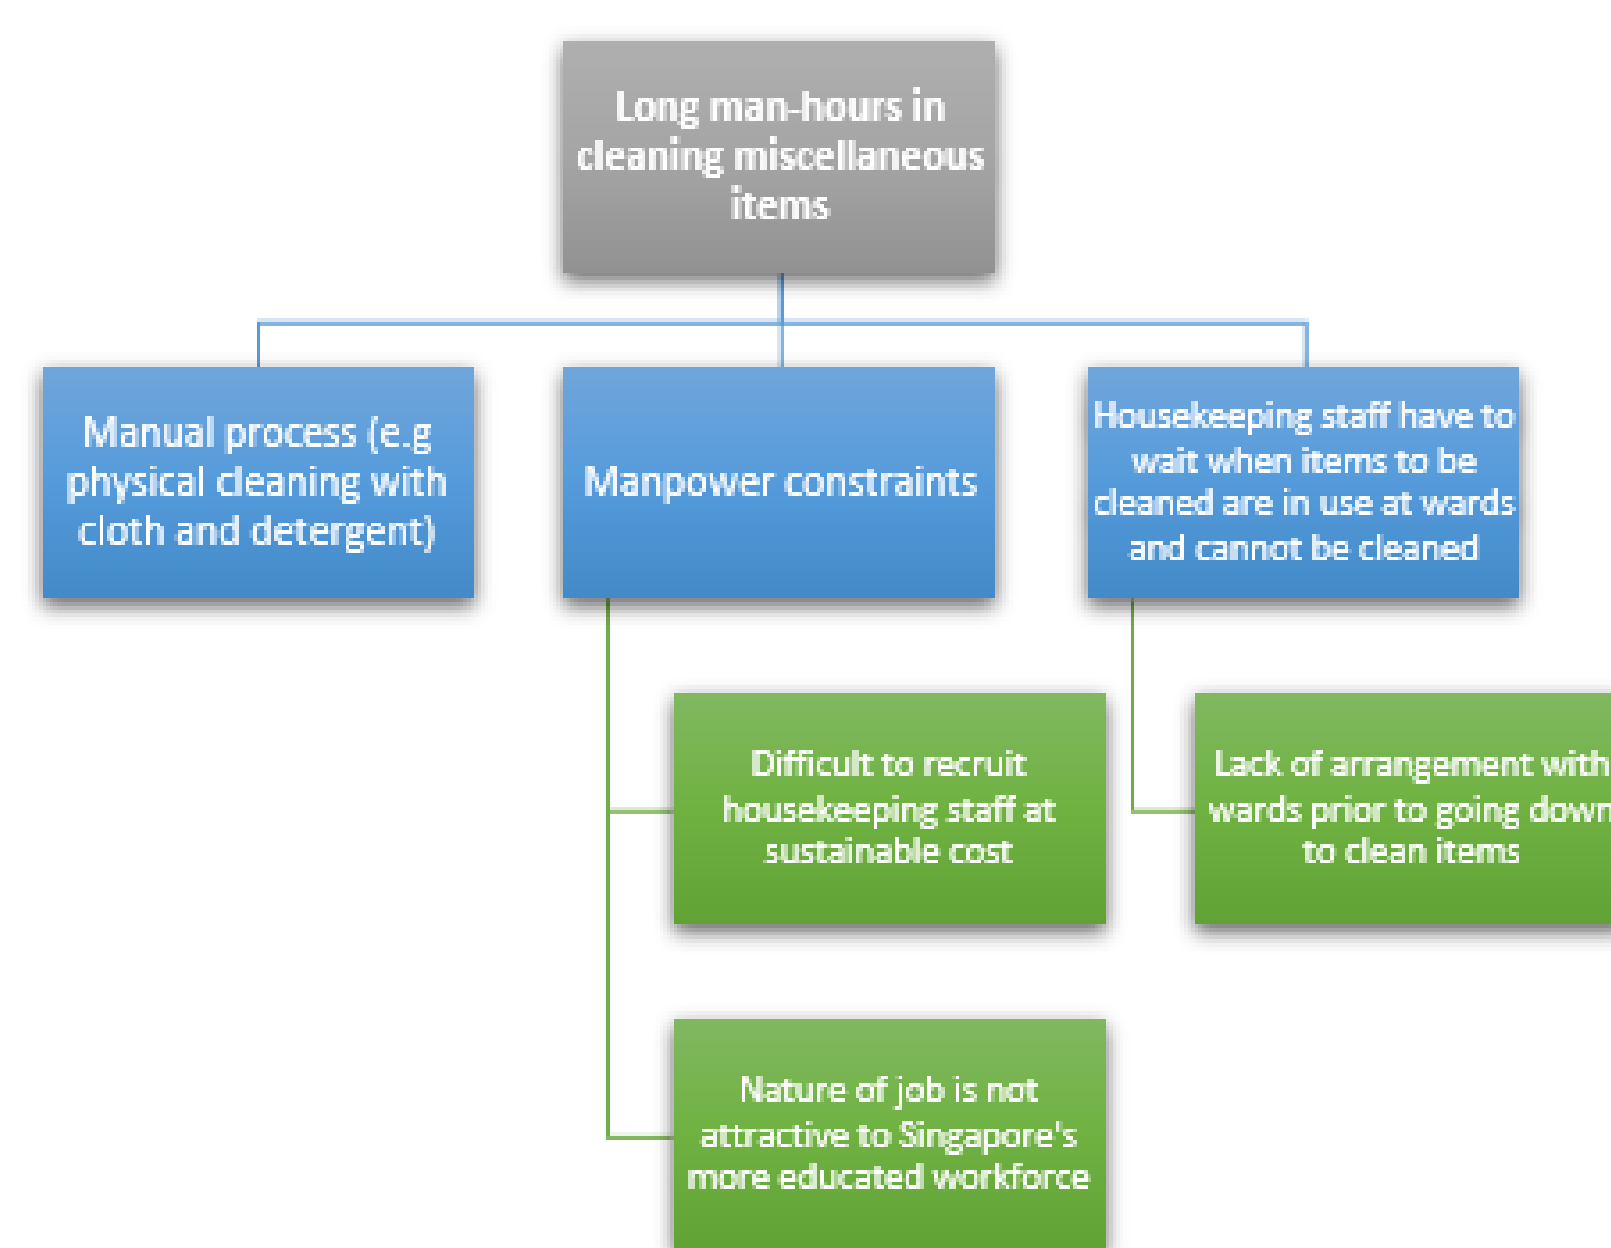 Long man-hours in
cleaning miscellaneous
items
Manual process (e.g
physical cleaning with
cloth and detergent)
Manpower constraints
Housekeeping staff have to
wait when items to be
cleaned are in use at wards
and cannot be cleaned
Difficult to recruit
housekeeping staff at
sustainable cost
Lack of arrangement with
wards prior to going down
to clean items
Nature of job is not
attractive to Singapore's
more educated workforce